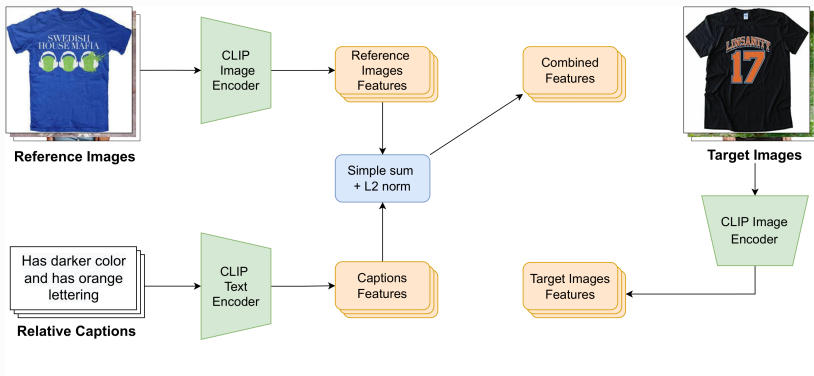 SWEDISH
HOUSE MAFIA
Reference Images
CLIP
Image
Encoder
Reference
Images
Features
Combined
Features
LINSANITY
17
Target Images
Simple sum
+ L2 norm
CLIP Image
Encoder
Has darker color
and has orange
lettering
Relative Captions
CLIP
Text
Encoder
Captions
Features
Target Images
Features